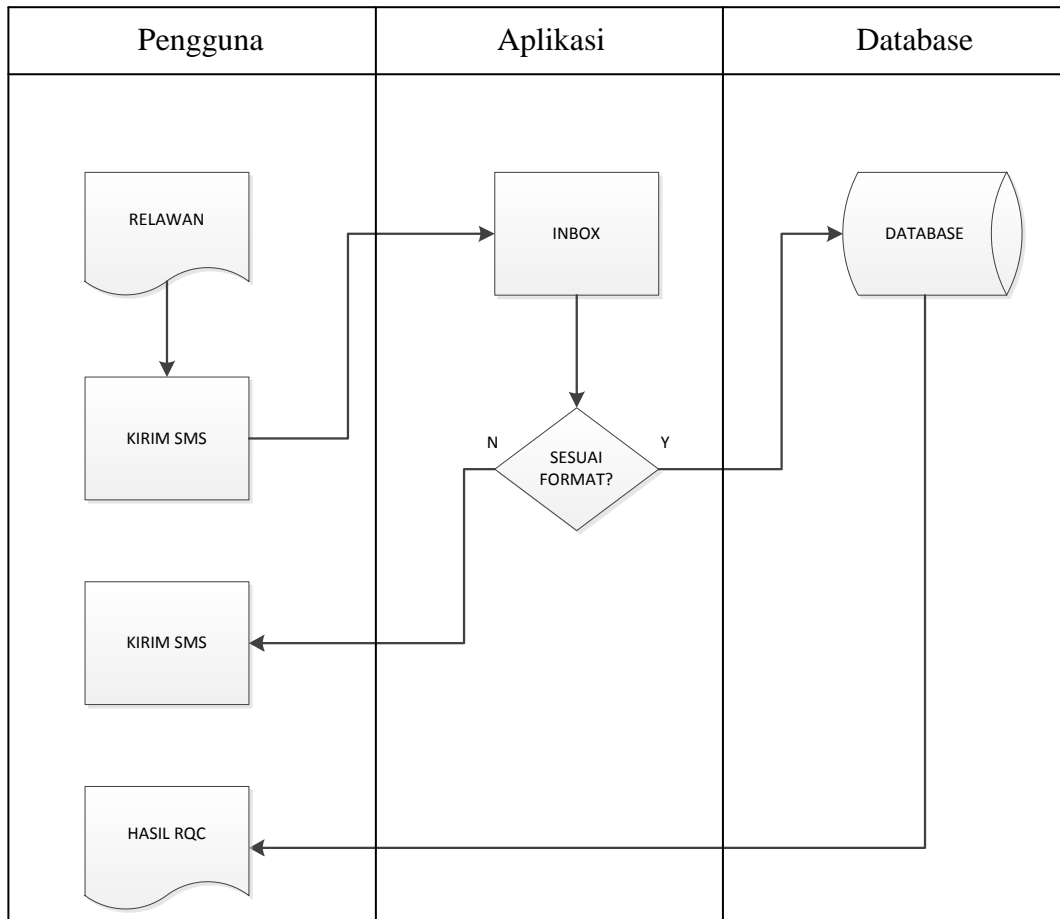 Pengguna
Aplikasi
Database
RELAWAN
INBOX
DATABASE
KIRIM SMS
N
SESUAI
FORMAT?
Y
KIRIM SMS
HASIL RQC